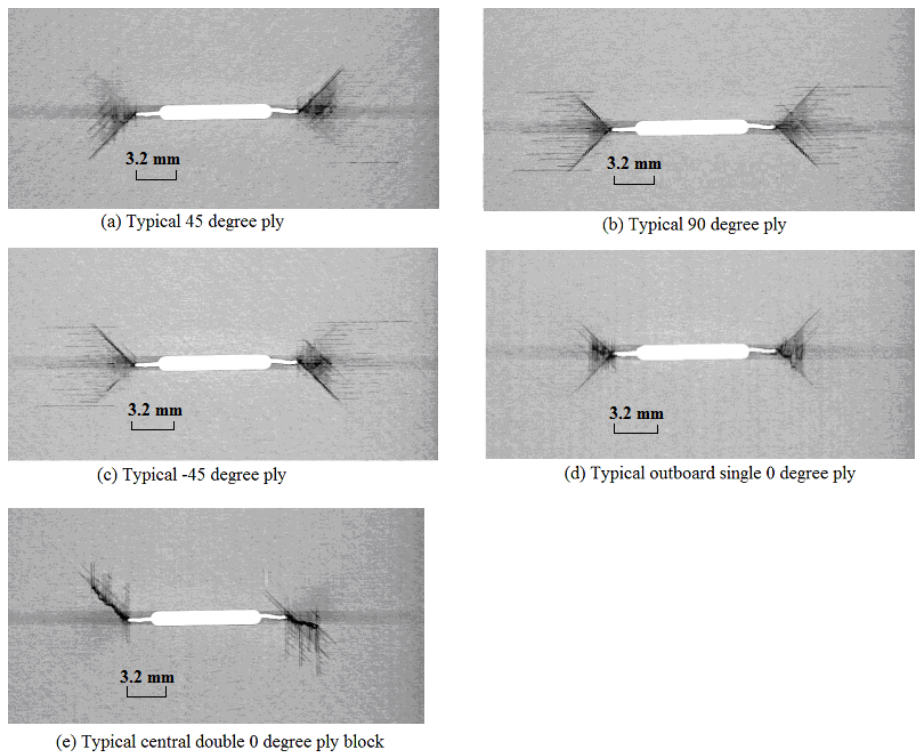 3.2 mm
(a) Typical 45 degree ply
3.2 mm
(b) Typical 90 degree ply
3.2 mm
(c) Typical -45 degree ply
3.2 mm
(d) Typical outboard single 0 degree ply
3.2 mm
(e) Typical central double 0 degree ply block